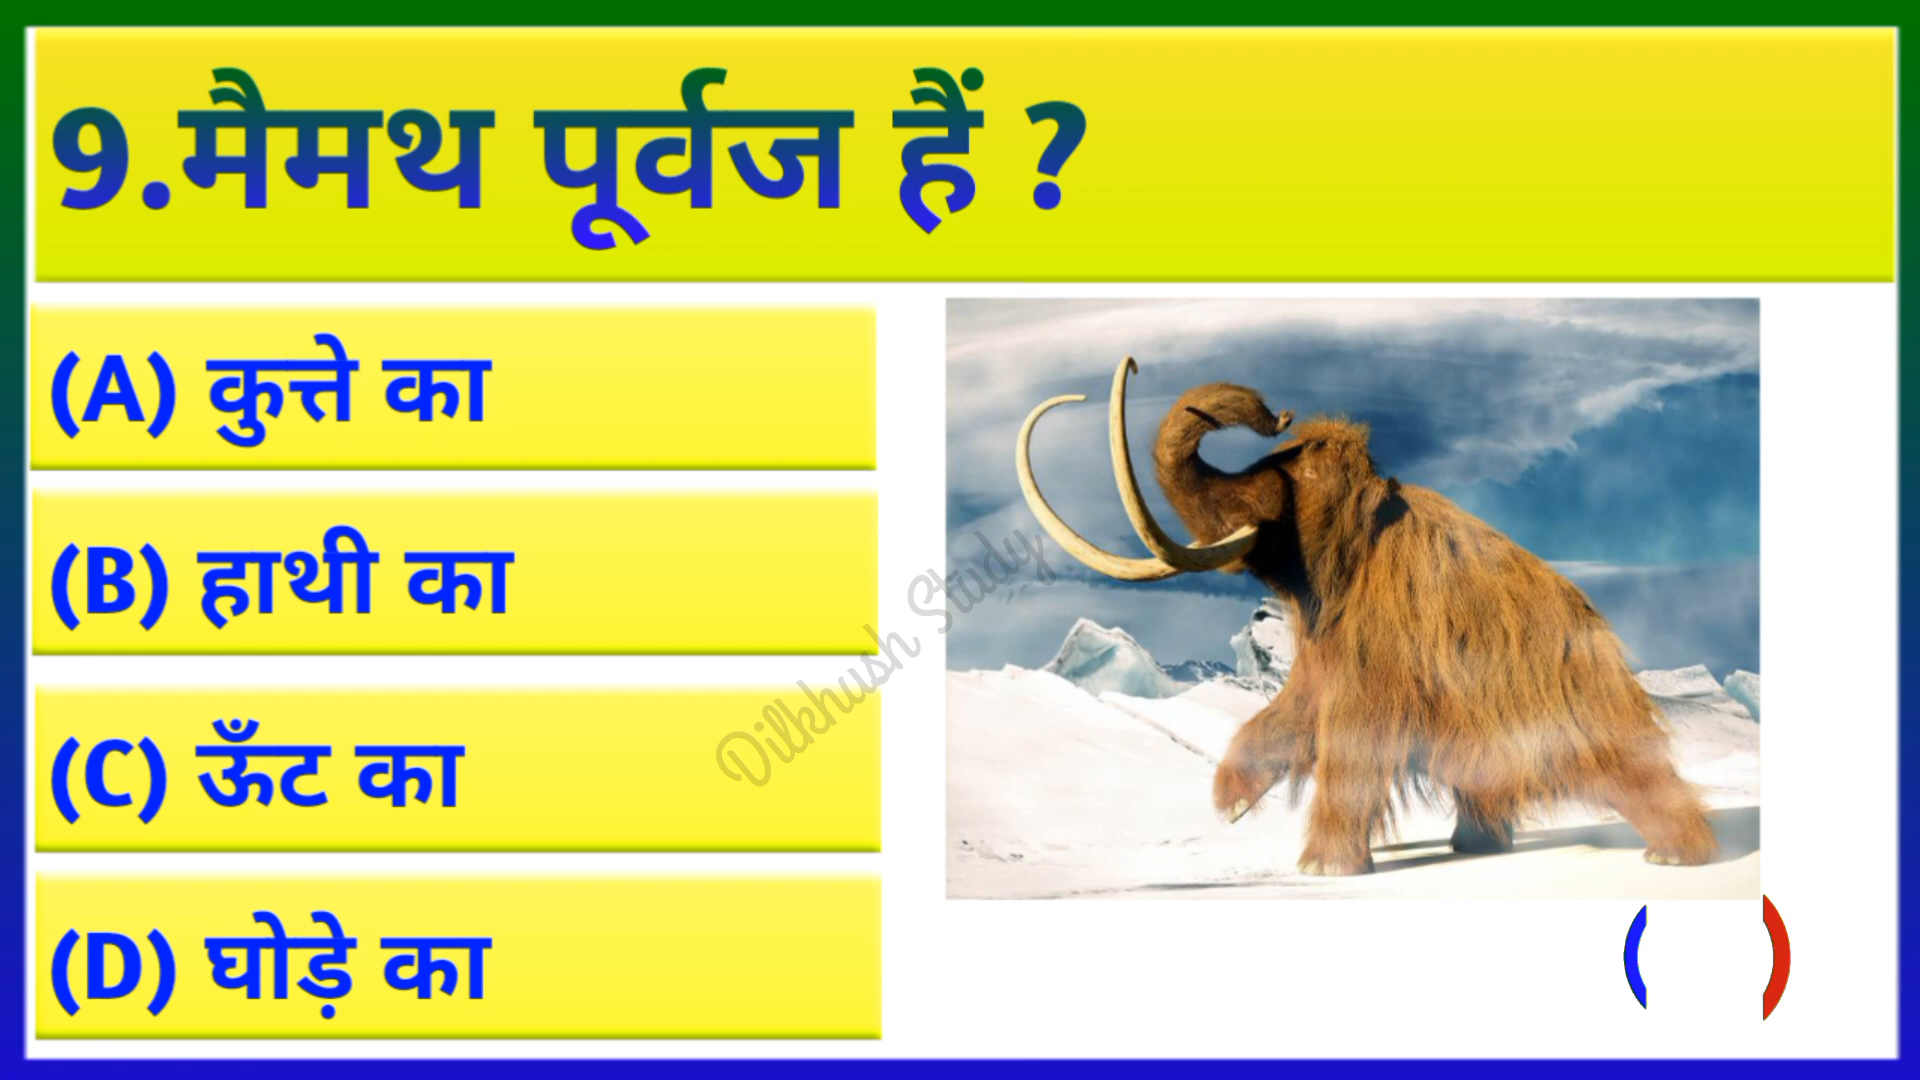 9.मैमथ पूर्वज हैं ?
(A) कुत्ते का
(B) हाथी का
(C) ऊँट का
(D) घोड़े का
Dilkhush Study
( )